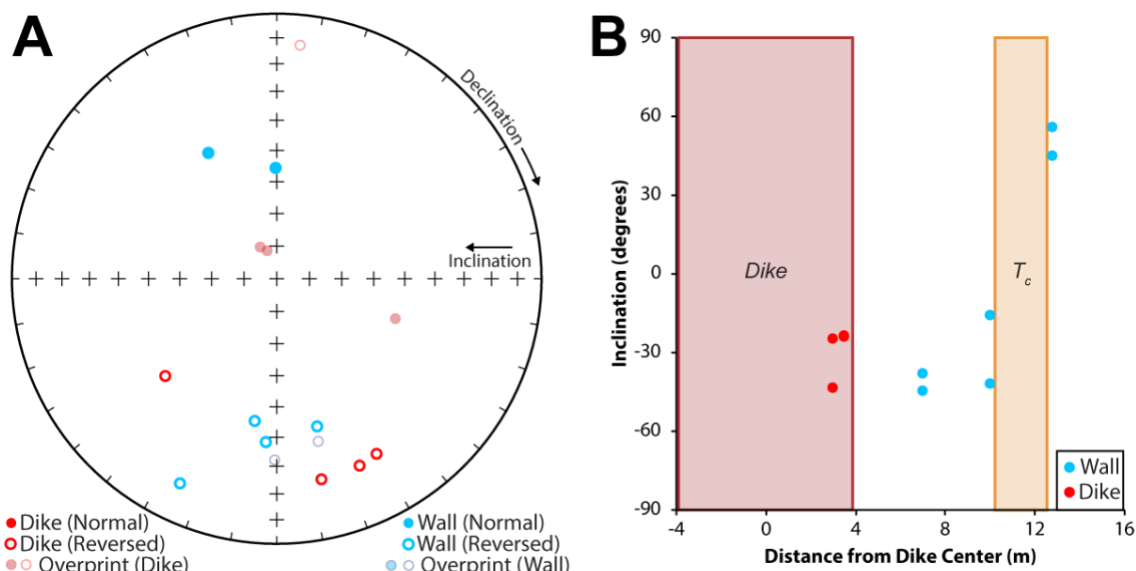 A
Declination
Inclination
Dike (Normal)
Dike (Reversed)
Overprint (Dike)
Wall (Normal)
Wall (Reversed)
Overprint (Wall)
B
Inclination (degrees)
90
60
30
0
-30
-60
-90
Dike
Tc
Wall
Dike
-4 0 4 8 12 16
Distance from Dike Center (m)